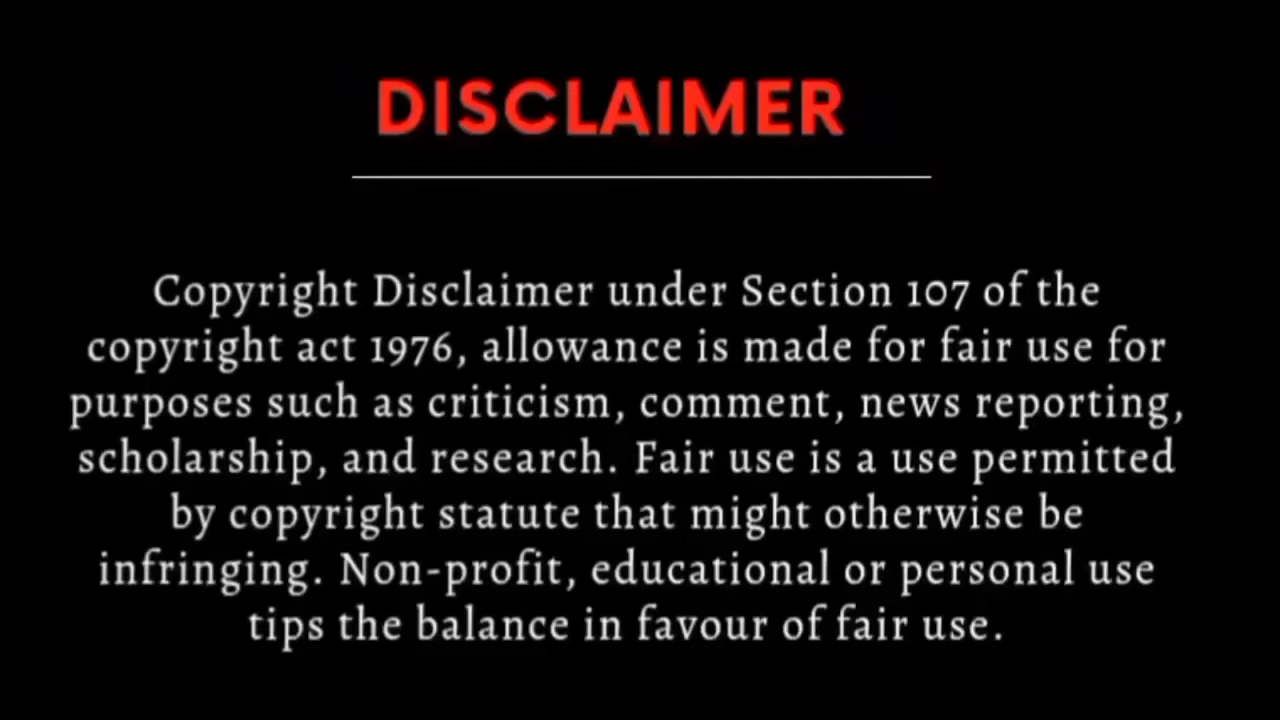 DISCLAIMER
Copyright Disclaimer under Section 107 of the
copyright act 1976, allowance is made for fair use for
purposes such as criticism, comment, news reporting,
scholarship, and research. Fair use is a use permitted
by copyright statute that might otherwise be
infringing. Non-profit, educational or personal use
tips the balance in favour of fair use.